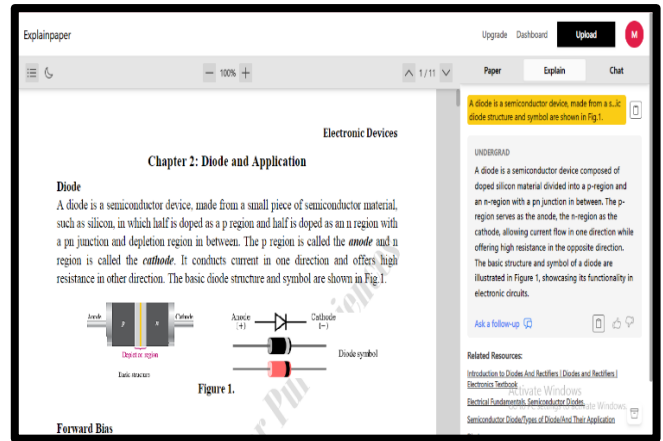 Explainpaper
Upgrade Dashboard Upload M
100% 1/11 Paper Explain Chat
Electronic Devices
Chapter 2: Diode and Application
Diode
A diode is a semiconductor device, made from a small piece of semiconductor material,
such as silicon, in which half is doped as a p region and half is doped as an n region with
a pn junction and depletion region in between. The p region is called the anode and n
region is called the cathode. It conducts current in one direction and offers high
resistance in other direction. The basic diode structure and symbol are shown in Fig.1.
Anode Cathode
p n
Depletion region
Basic structure
Anode Cathode
(+) (−)
Diode symbol
Figure 1.
Forward Bias
A diode is a semiconductor device, made from a s...ic
diode structure and symbol are shown in Fig.1.
UNDERGRAD
A diode is a semiconductor device composed of
doped silicon material divided into a p-region and
an n-region with a pn junction in between. The p-
region serves as the anode, the n-region as the
cathode, allowing current flow in one direction while
offering high resistance in the opposite direction.
The basic structure and symbol of a diode are
illustrated in Figure 1, showcasing its functionality in
electronic circuits.
Ask a follow-up
Related Resources:
Introduction to Diodes And Rectifiers | Diodes and Rectifiers |
Electronics Textbook
Activate Windows
Electrical Fundamentals, Semiconductor Diodes,
Go to PC settings to activate Windows.
Semiconductor Diode/Types of Diode/And Their Application